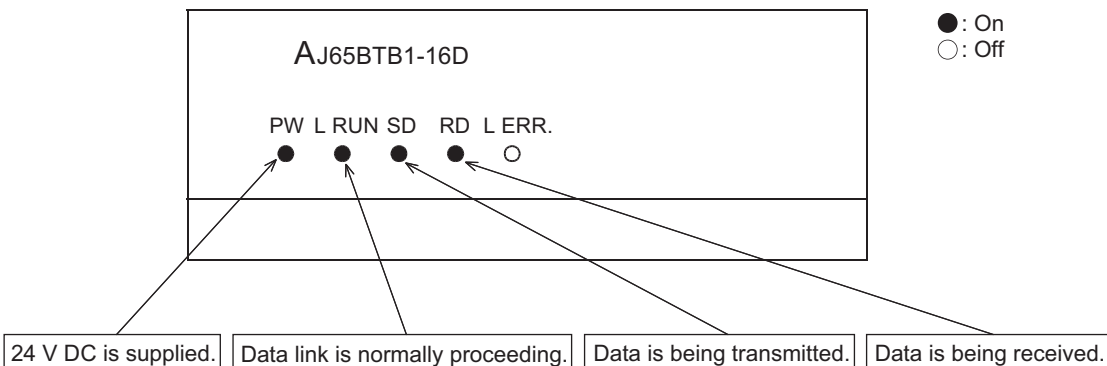 AJ65BTB1-16D
: On
: Off
PW L RUN SD RD L ERR.
24 V DC is supplied. Data link is normally proceeding. Data is being transmitted. Data is being received.